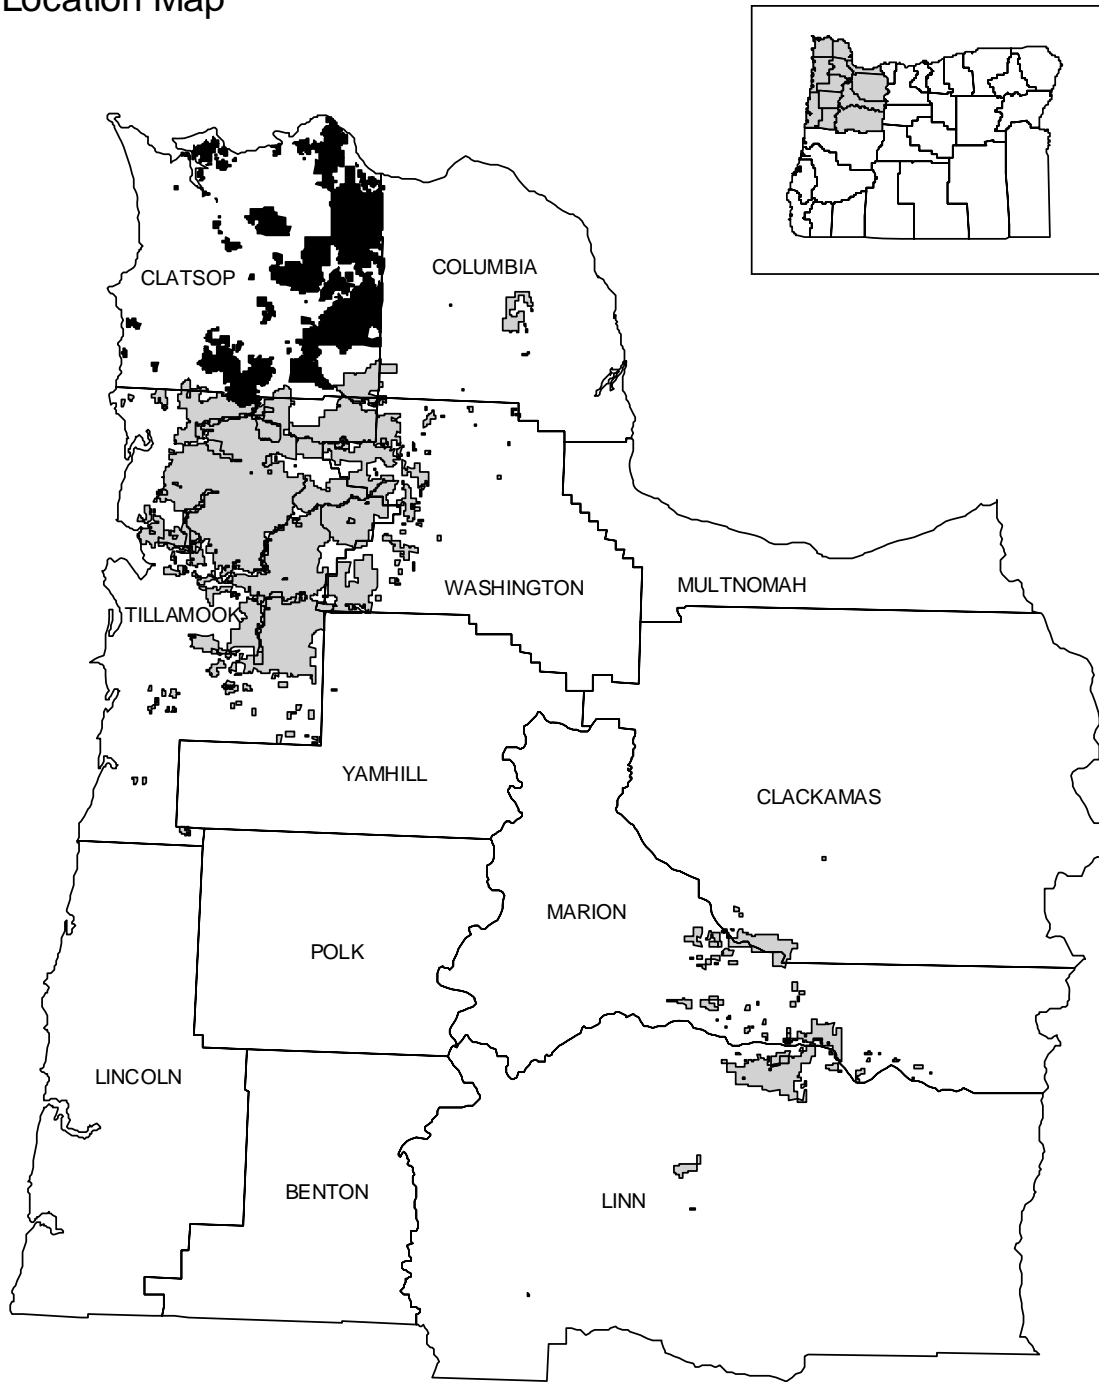 Location Map
CLATSOP
COLUMBIA
WASHINGTON
MULTNOMAH
TILLAMOOK
YAMHILL
CLACKAMAS
MARION
POLK
LINCOLN
BENTON
LINN